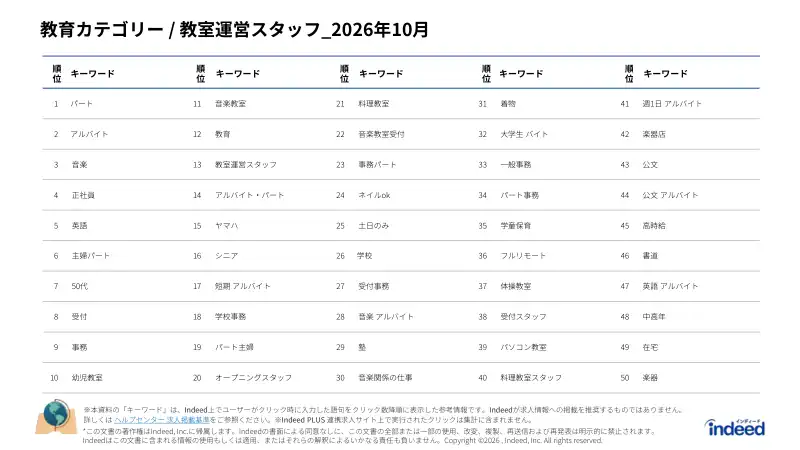 教育カテゴリー / 教室運営スタッフ_2026年10月
順位 キーワード 順位 キーワード 順位 キーワード 順位 キーワード 順位 キーワード
1 パート 11 音楽教室 21 料理教室 31 着物 41 週1日 アルバイト
2 アルバイト 12 教育 22 音楽教室受付 32 大学生 バイト 42 楽器店
3 音楽 13 教室運営スタッフ 23 事務パート 33 一般事務 43 公文
4 正社員 14 アルバイト・パート 24 ネイルok 34 パート事務 44 公文 アルバイト
5 英語 15 ヤマハ 25 土日のみ 35 学童保育 45 高時給
6 主婦パート 16 シニア 26 学校 36 フルリモート 46 書道
7 50代 17 短期 アルバイト 27 受付事務 37 体操教室 47 英語 アルバイト
8 受付 18 学校事務 28 音楽 アルバイト 38 受付スタッフ 48 中高年
9 事務 19 パート主婦 29 塾 39 パソコン教室 49 在宅
10 幼児教室 20 オープニングスタッフ 30 音楽関係の仕事 40 料理教室スタッフ 50 楽器
※本資料の「キーワード」は、Indeed上でユーザーがクリック時に入力した語句をクリック数降順に表示した参考情報です。Indeedが求人情報への掲載を推奨するものではありません。
詳しくは ヘルプセンター 求人掲載基準をご参照ください。※Indeed PLUS 連携求人サイト上で実行されたクリックは集計に含まれません。
*この文書の著作権はIndeed, Inc.に帰属します。Indeedの書面による同意なしに、この文書の全部または一部の使用、改変、複製、再送信および再発表は明示的に禁止されます。
Indeedはこの文書に含まれる情報の使用もしくは適用、またはそれらの解釈によるいかなる責任も負いません。Copyright ©2026 , Indeed, Inc. All rights reserved.
インディード
indeed